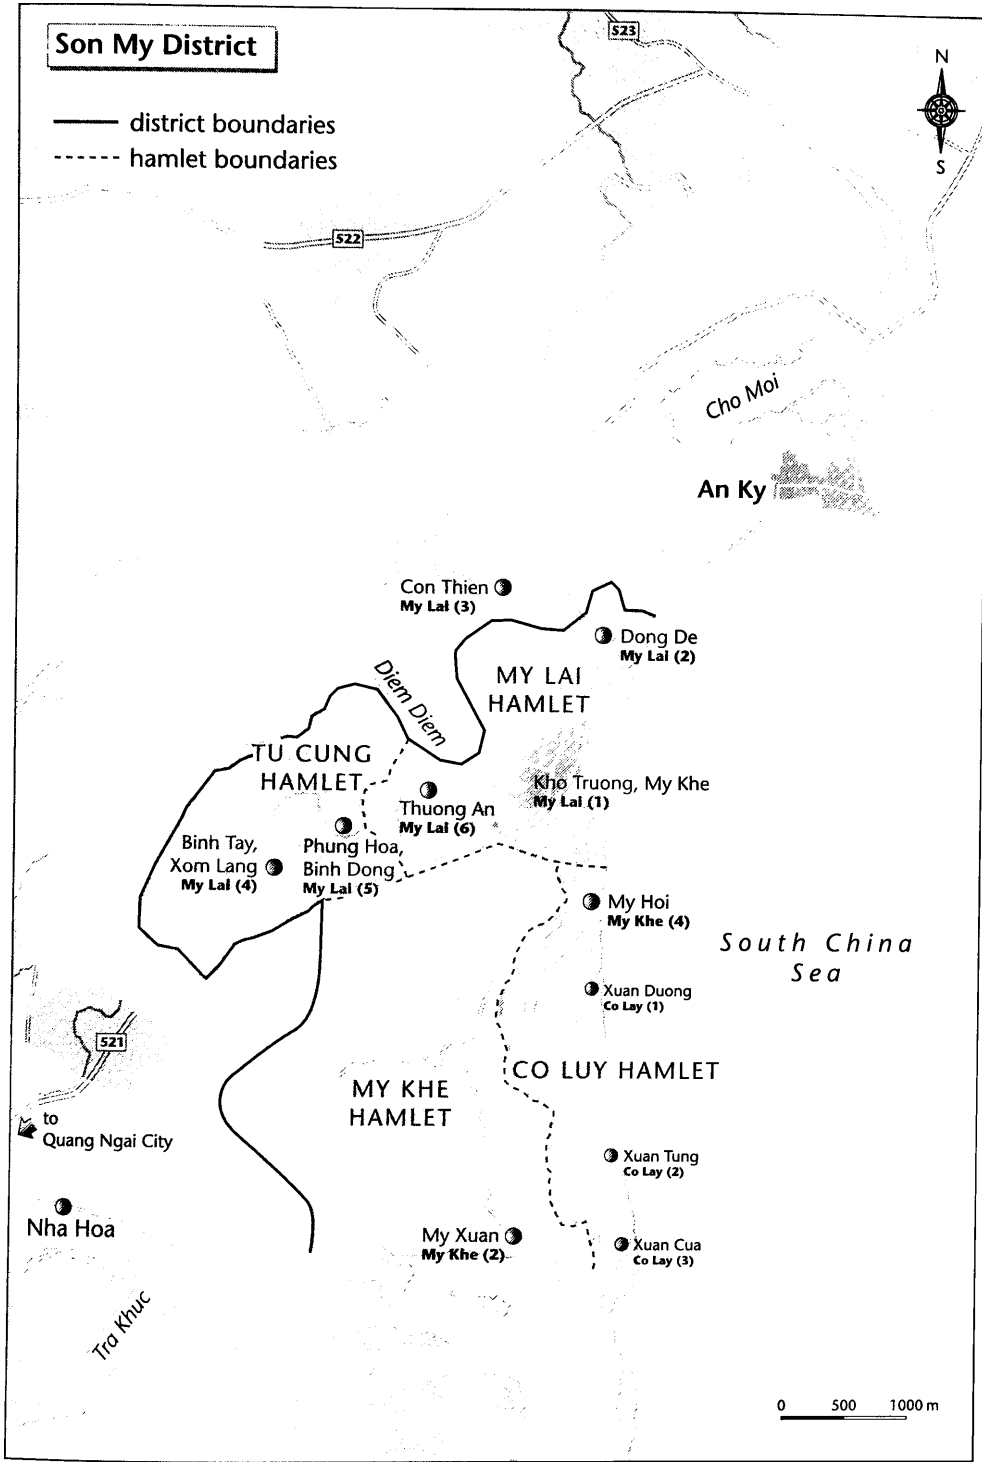 Son My District
district boundaries
hamlet boundaries
N
S
523
522
Cho Moi
An Ky
Con Thien
My Lai (3)
Dong De
My Lai (2)
MY LAI
HAMLET
Diem Diem
TU CUNG
HAMLET
Kho Truong, My Khe
My Lai (1)
Thuong An
My Lai (6)
Binh Tay,
Xom Lang
My Lai (4)
Phung Hoa,
Binh Dong
My Lai (5)
My Hoi
My Khe (4)
South China
Sea
Xuan Duong
Co Lay (1)
521
CO LUY HAMLET
MY KHE
HAMLET
to
Quang Ngai City
Xuan Tung
Co Lay (2)
Nha Hoa
My Xuan
My Khe (2)
Xuan Cua
Co Lay (3)
Tra Khuc
0 500 1000 m